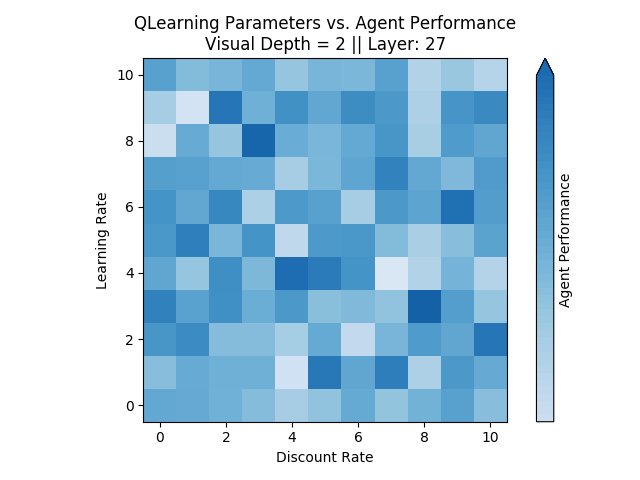 QLearning Parameters vs. Agent Performance
Visual Depth = 2 || Layer: 27
10
8
6
4
2
0
Learning Rate
0 2 4 6 8 10
Discount Rate
Agent Performance